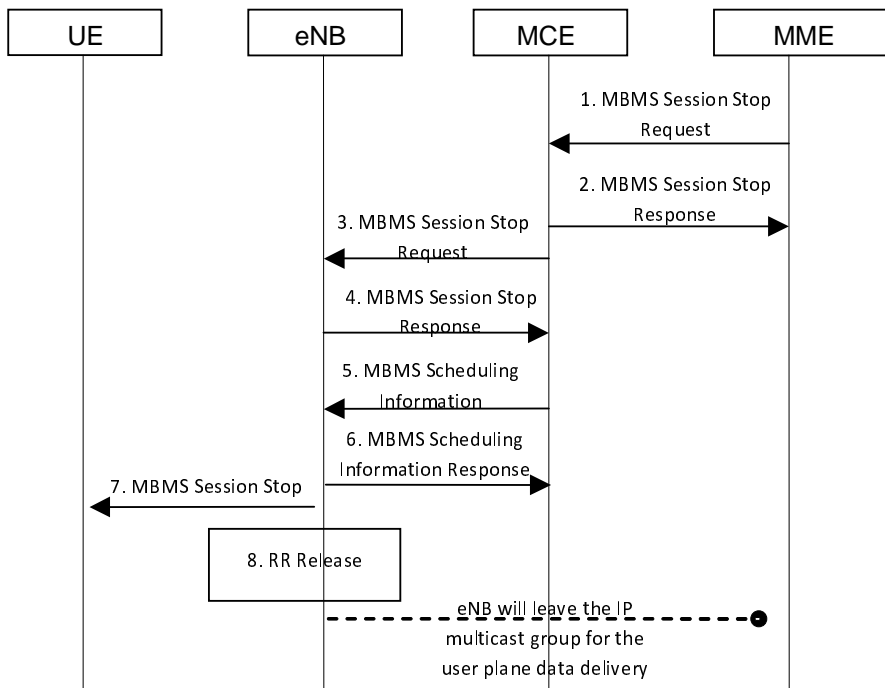 UE
eNB
MCE
MME
1. MBMS Session Stop
Request
2. MBMS Session Stop
Response
3. MBMS Session Stop
Request
4. MBMS Session Stop
Response
5. MBMS Scheduling
Information
6. MBMS Scheduling
Information Response
7. MBMS Session Stop
8. RR Release
eNB will leave the IP
multicast group for the
user plane data delivery